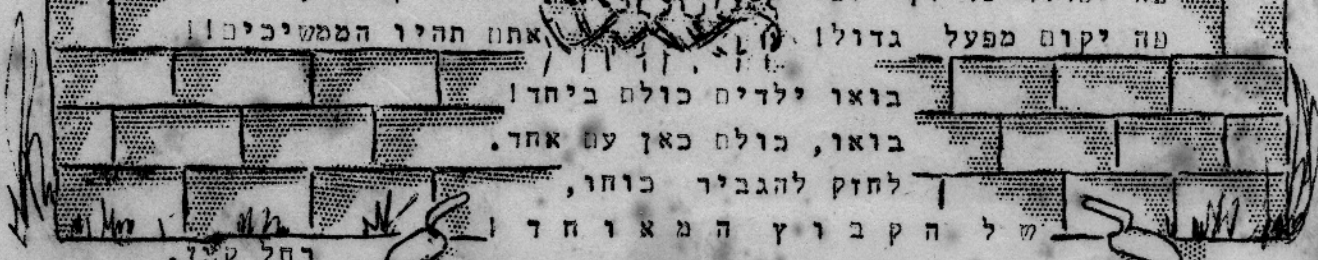 פה יקום מפעל גדול! אתם תהיו הממשיכים!!
בואו ילדים כולם ביחד!
בואו, כולם כאן עם אחד.
לחזק להגביר כוחו,
של הקבוץ המאוחד!
רחל